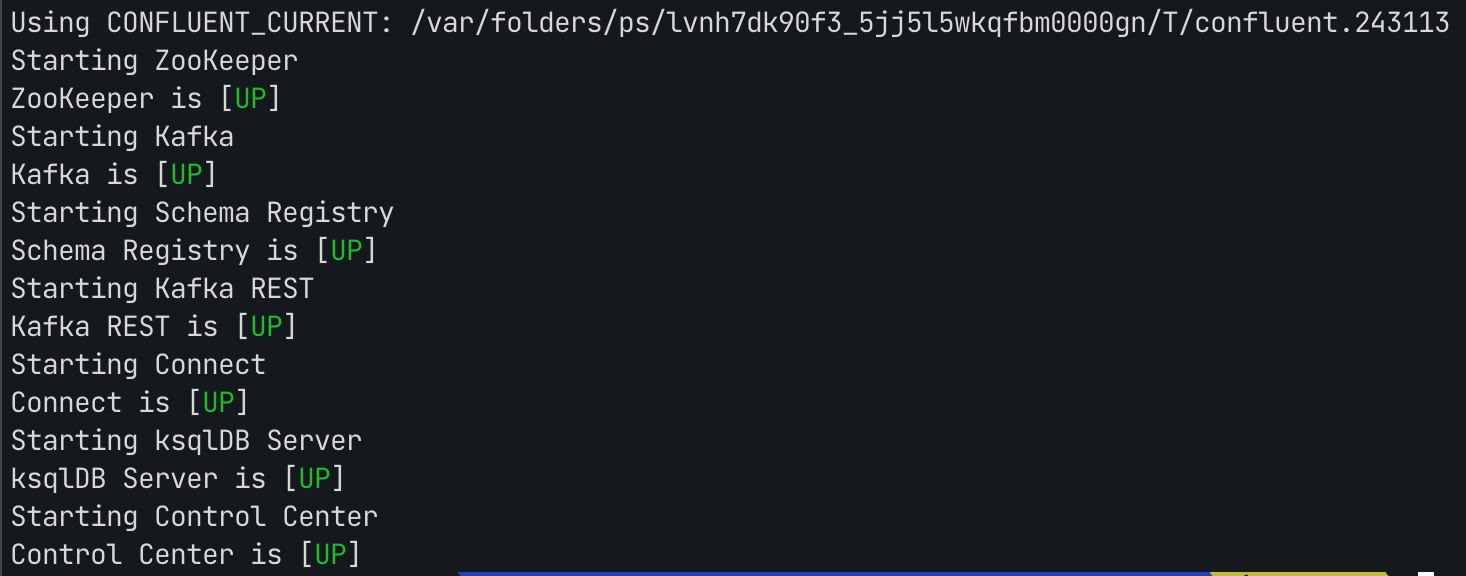 Using CONFLUENT_CURRENT: /var/folders/ps/lvnh7dk90f3_5jj5l5wkqfbm0000gn/T/confluent.243113
Starting ZooKeeper
ZooKeeper is [UP]
Starting Kafka
Kafka is [UP]
Starting Schema Registry
Schema Registry is [UP]
Starting Kafka REST
Kafka REST is [UP]
Starting Connect
Connect is [UP]
Starting ksqlDB Server
ksqlDB Server is [UP]
Starting Control Center
Control Center is [UP]